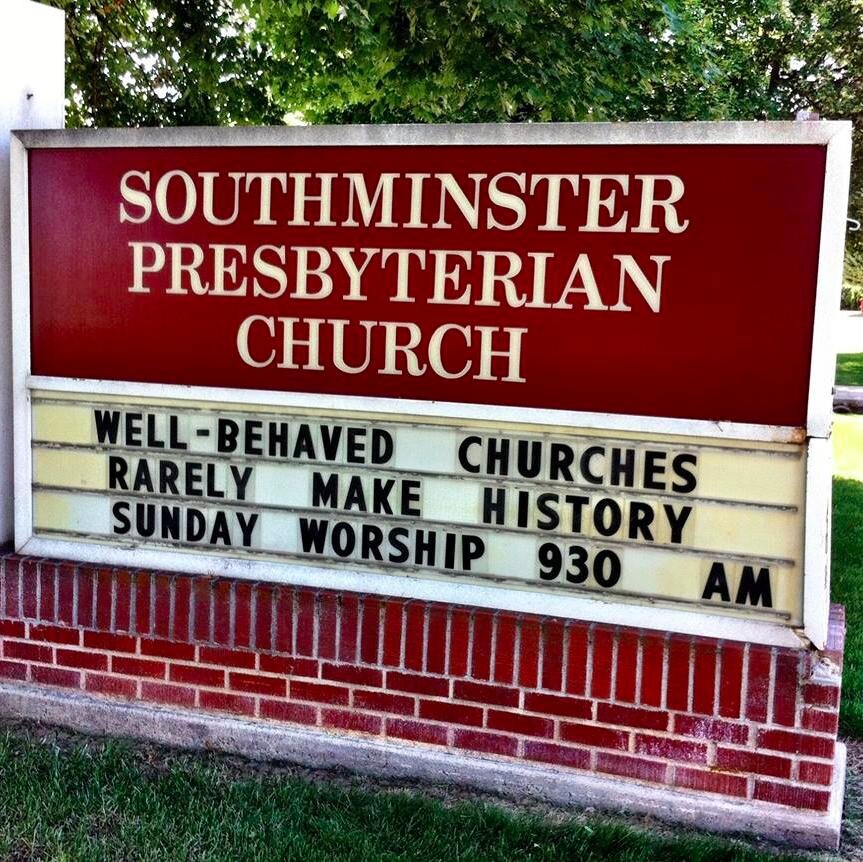 SOUTHMINSTER
PRESBYTERIAN
CHURCH
WELL-BEHAVED CHURCHES
RARELY MAKE HISTORY
SUNDAY WORSHIP 930 AM